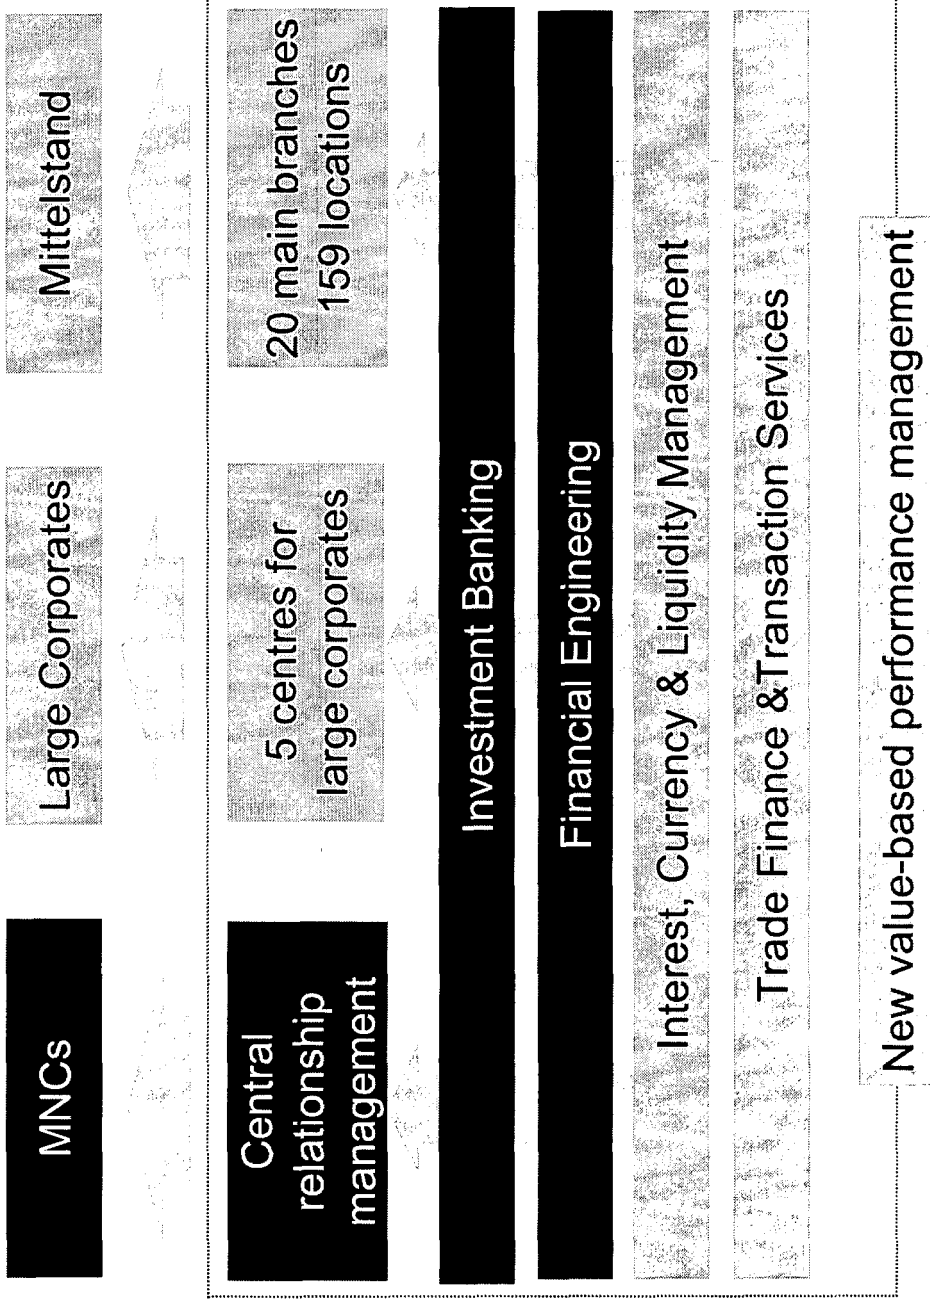 MNCs
Large Corporates
Mittelstand
Central
relationship
management
5 centres for
large corporates
20 main branches
159 locations
Investment Banking
Financial Engineering
Interest, Currency & Liquidity Management
Trade Finance &Transaction Services
New value-based performance management